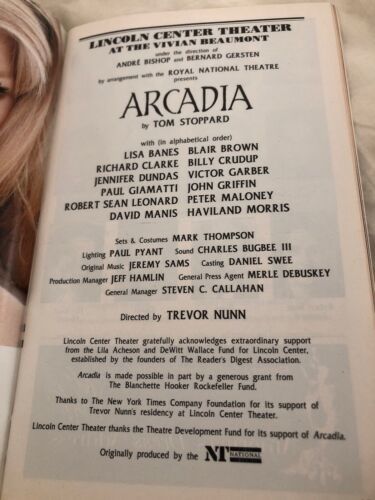 LINCOLN CENTER THEATER
AT THE VIVIAN BEAUMONT
under the direction of
ANDRÉ BISHOP and BERNARD GERSTEN
by arrangement with the ROYAL NATIONAL THEATRE
presents
ARCADIA
by TOM STOPPARD
with (in alphabetical order)
LISA BANES BLAIR BROWN
RICHARD CLARKE BILLY CRUDUP
JENNIFER DUNDAS VICTOR GARBER
PAUL GIAMATTI JOHN GRIFFIN
ROBERT SEAN LEONARD PETER MALONEY
DAVID MANIS HAVILAND MORRIS
Sets & Costumes MARK THOMPSON
Lighting PAUL PYANT Sound CHARLES BUGBEE III
Original Music JEREMY SAMS Casting DANIEL SWEE
Production Manager JEFF HAMLIN General Press Agent MERLE DEBUSKEY
General Manager STEVEN C. CALLAHAN
Directed by TREVOR NUNN
Lincoln Center Theater gratefully acknowledges extraordinary support
from the Lila Acheson and DeWitt Wallace Fund for Lincoln Center,
established by the founders of The Reader's Digest Association.
Arcadia is made possible in part by a generous grant from
The Blanchette Hooker Rockefeller Fund.
Thanks to The New York Times Company Foundation for its support of
Trevor Nunn's residency at Lincoln Center Theater.
Lincoln Center Theater thanks the Theatre Development Fund for its support of Arcadia.
Originally produced by the NT NATIONAL